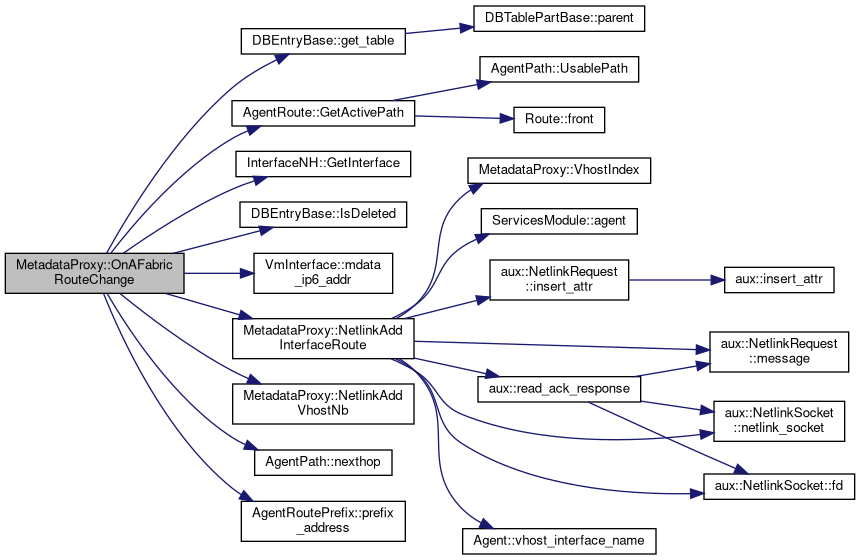 MetadataProxy::OnAFabric
RouteChange
DBEntryBase::get_table
DBTablePartBase::parent
AgentRoute::GetActivePath
AgentPath::UsablePath
Route::front
InterfaceNH::GetInterface
DBEntryBase::IsDeleted
VmInterface::mdata
_ip6_addr
MetadataProxy::NetlinkAdd
InterfaceRoute
MetadataProxy::VhostIndex
ServicesModule::agent
aux::NetlinkRequest
::insert_attr
aux::insert_attr
aux::NetlinkRequest
::message
aux::read_ack_response
aux::NetlinkSocket
::netlink_socket
aux::NetlinkSocket::fd
Agent::vhost_interface_name
MetadataProxy::NetlinkAdd
VhostNb
AgentPath::nexthop
AgentRoutePrefix::prefix
_address